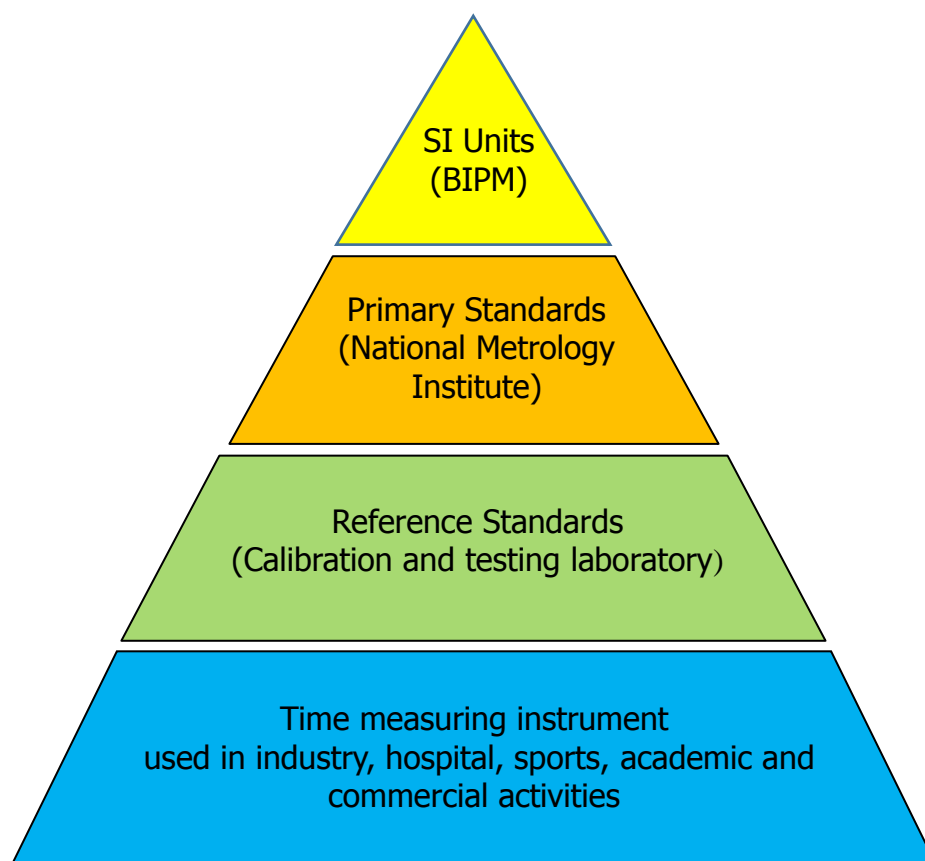 SI Units
(BIPM)
Primary Standards
(National Metrology
Institute)
Reference Standards
(Calibration and testing laboratory)
Time measuring instrument
used in industry, hospital, sports, academic and
commercial activities